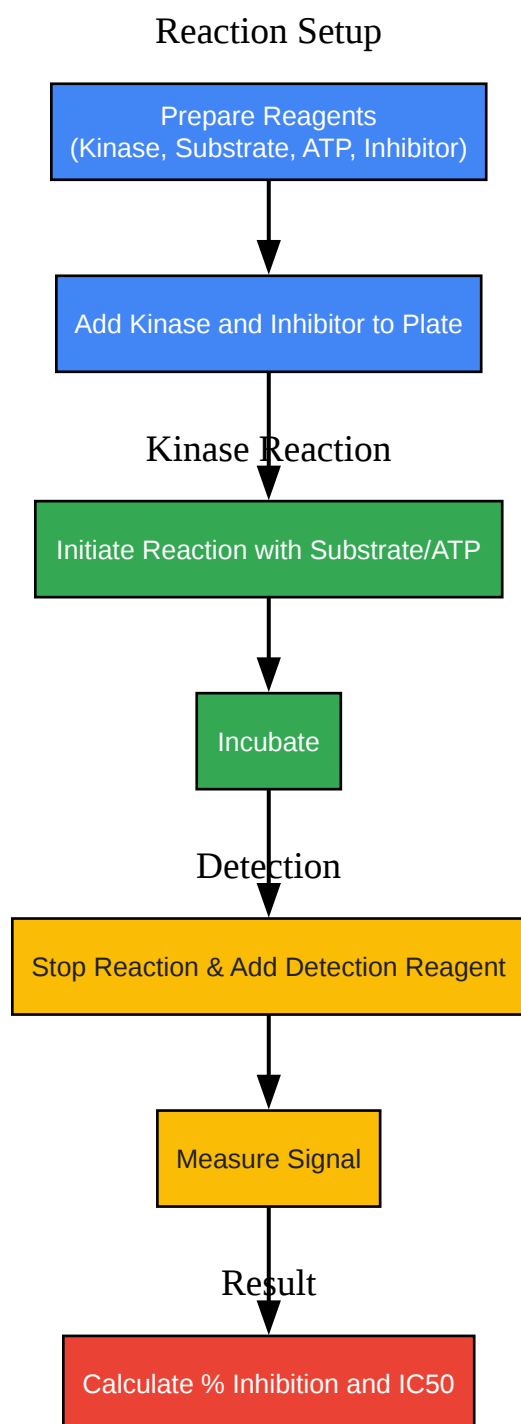 Reaction Setup
Prepare Reagents
(Kinase, Substrate, ATP, Inhibitor)
Add Kinase and Inhibitor to Plate
Kinase Reaction
Initiate Reaction with Substrate/ATP
Incubate
Detection
Stop Reaction & Add Detection Reagent
Measure Signal
Result
Calculate % Inhibition and IC50